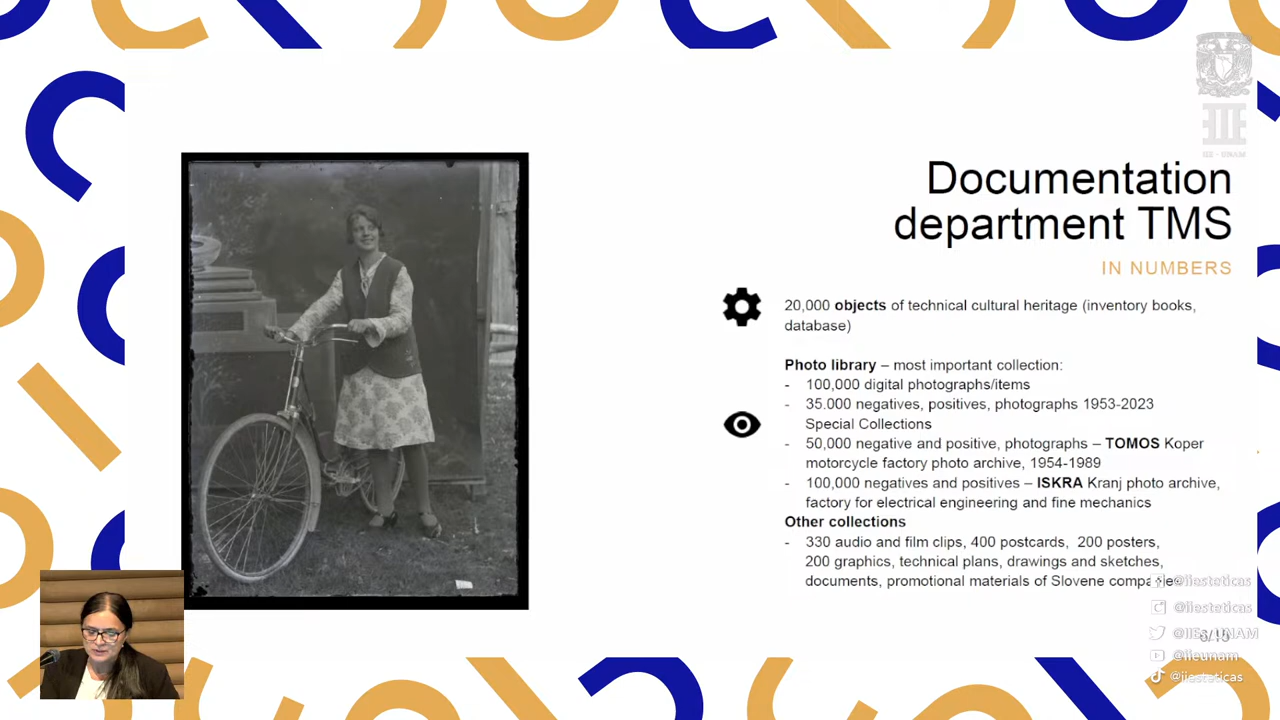 IIE - UNAM
Documentation
department TMS
IN NUMBERS
20,000 objects of technical cultural heritage (inventory books,
database)
Photo library – most important collection:
- 100,000 digital photographs/items
- 35.000 negatives, positives, photographs 1953-2023
Special Collections
- 50,000 negative and positive, photographs – TOMOS Koper
motorcycle factory photo archive, 1954-1989
- 100,000 negatives and positives – ISKRA Kranj photo archive,
factory for electrical engineering and fine mechanics
Other collections
- 330 audio and film clips, 400 postcards, 200 posters,
200 graphics, technical plans, drawings and sketches,
documents, promotional materials of Slovene
@iiesteticas
@iiesteticas
@IIEsUNAM
@iieunam
@iiesteticas